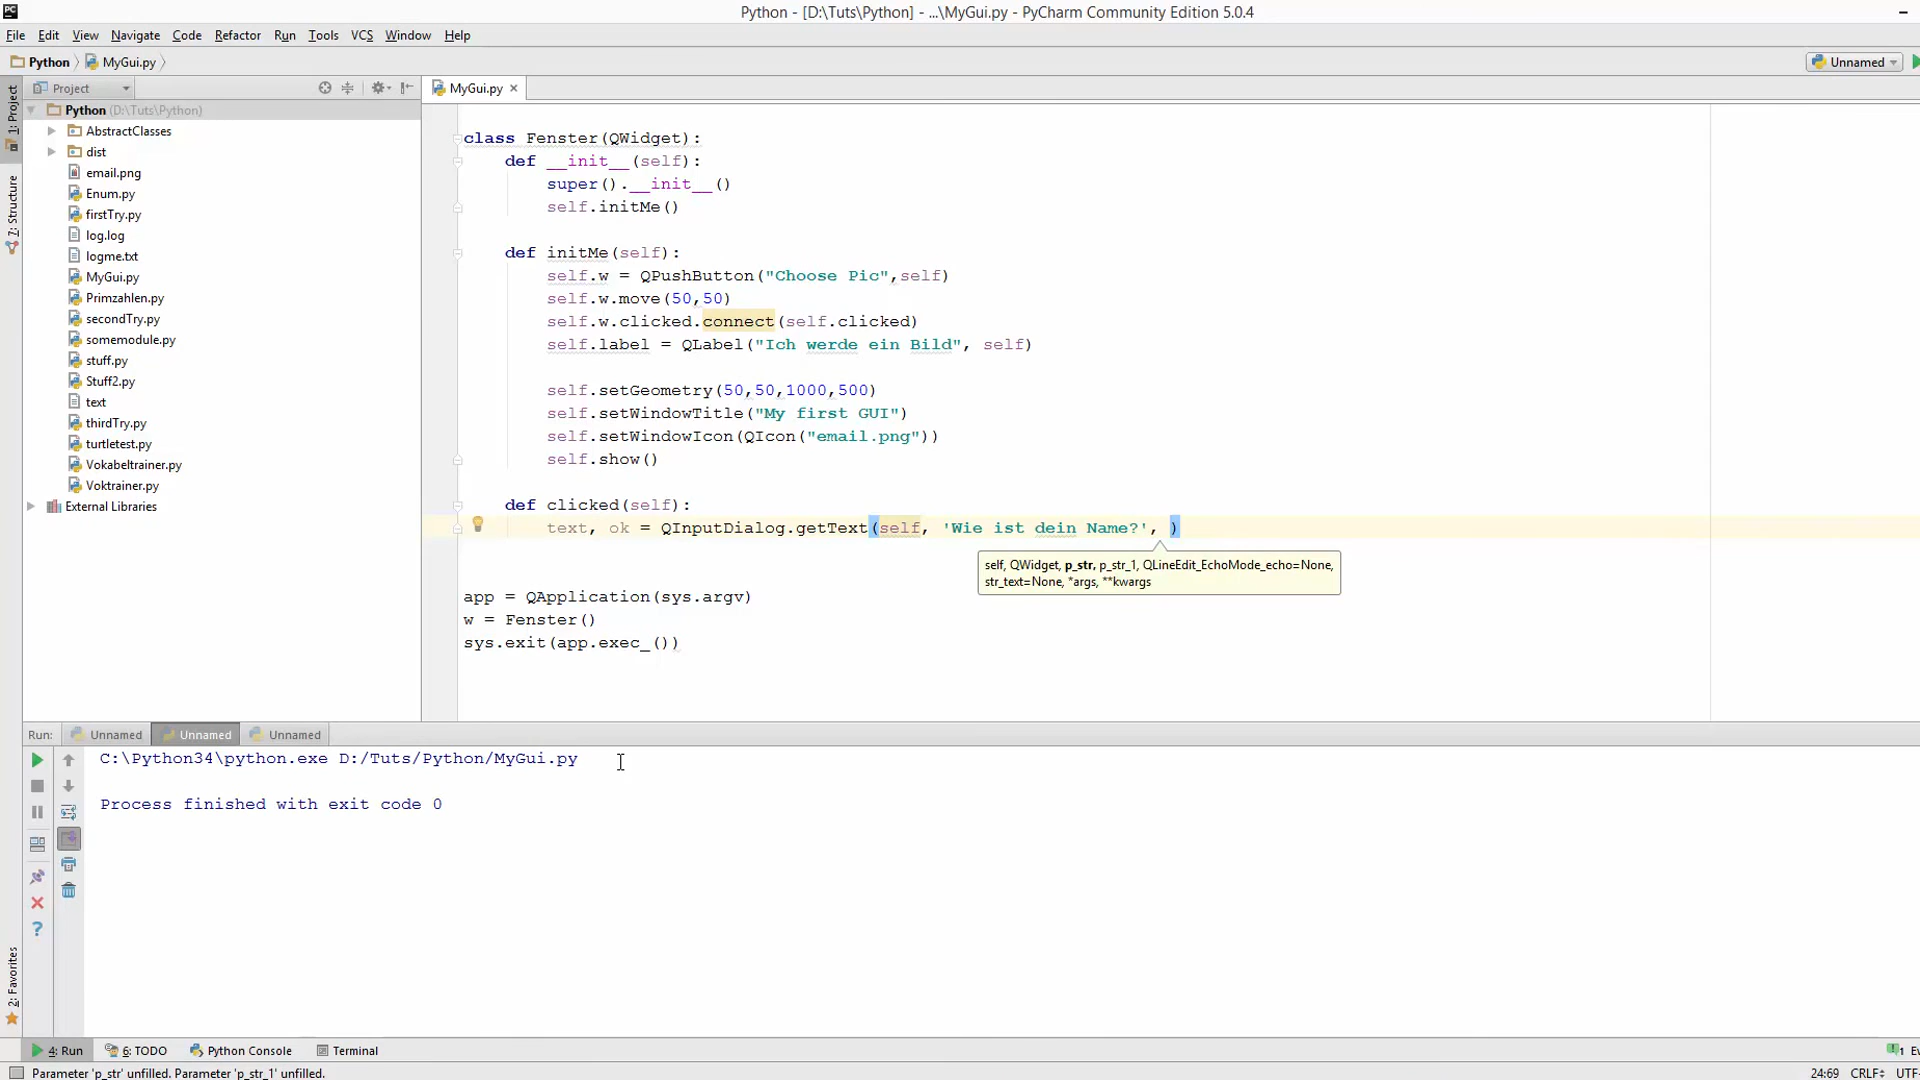 Python - [D:\Tuts\Python] - ...\MyGui.py - PyCharm Community Edition 5.0.4
File Edit View Navigate Code Refactor Run Tools VCS Window Help
Python MyGui.py
Unnamed
1: Project
7: Structure
2: Favorites
Project
Python (D:\Tuts\Python)
AbstractClasses
dist
email.png
Enum.py
firstTry.py
log.log
logme.txt
MyGui.py
Primzahlen.py
secondTry.py
somemodule.py
stuff.py
Stuff2.py
text
thirdTry.py
turtletest.py
Vokabeltrainer.py
Voktrainer.py
External Libraries
MyGui.py
class Fenster(QWidget):
def __init__(self):
super().__init__()
self.initMe()
def initMe(self):
self.w = QPushButton("Choose Pic",self)
self.w.move(50,50)
self.w.clicked.connect(self.clicked)
self.label = QLabel("Ich werde ein Bild", self)
self.setGeometry(50,50,1000,500)
self.setWindowTitle("My first GUI")
self.setWindowIcon(QIcon("email.png"))
self.show()
def clicked(self):
text, ok = QInputDialog.getText(self, 'Wie ist dein Name?', )
self, QWidget, p_str, p_str_1, QLineEdit_EchoMode_echo=None,
str_text=None, *args, **kwargs
app = QApplication(sys.argv)
w = Fenster()
sys.exit(app.exec_())
Run: Unnamed Unnamed Unnamed
C:\Python34\python.exe D:/Tuts/Python/MyGui.py
Process finished with exit code 0
4: Run 6: TODO Python Console Terminal
1 Ev
Parameter 'p_str' unfilled. Parameter 'p_str_1' unfilled.
24:69 CRLF UTF-